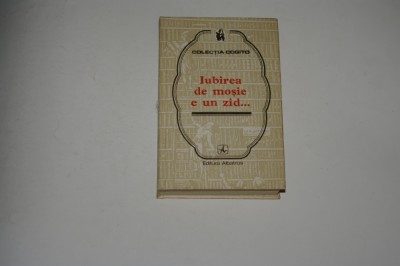 COLECȚIA COGITO
Iubirea
de moșie
e un zid...
Editura Albatros